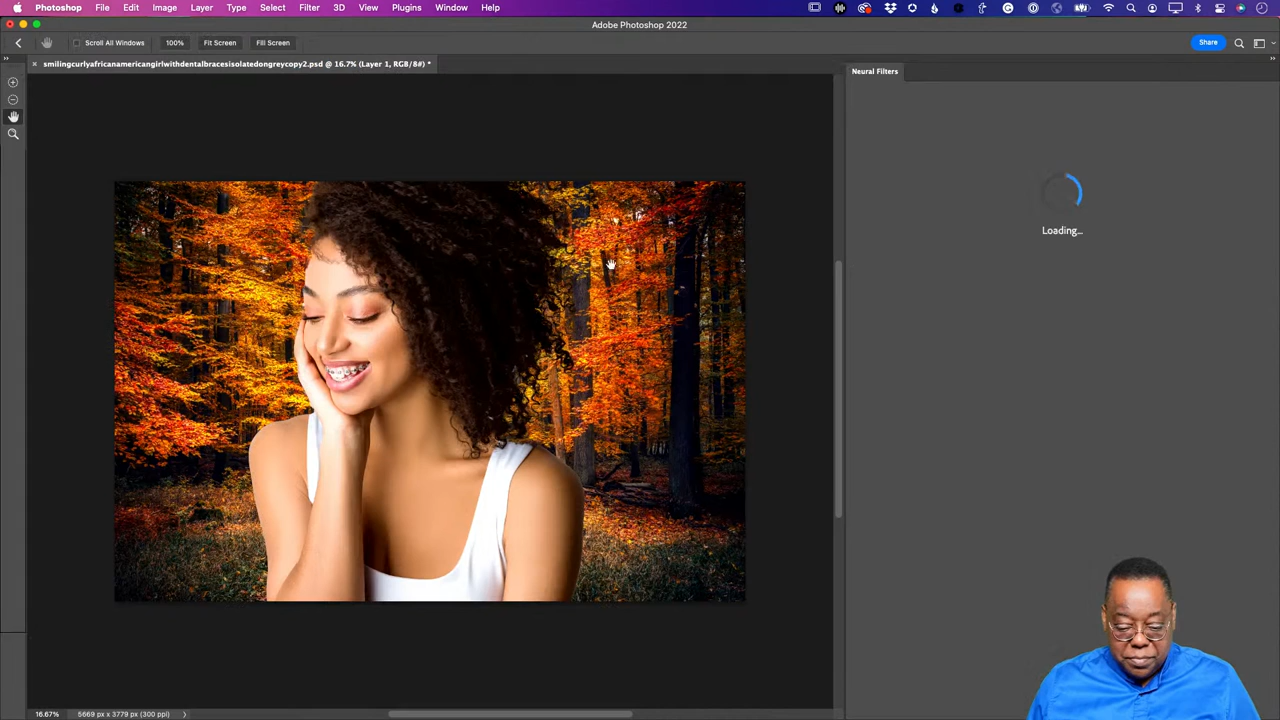 Photoshop File Edit Image Layer Type Select Filter 3D View Plugins Window Help
Adobe Photoshop 2022
Scroll All Windows 100% Fit Screen Fill Screen Share
smilingcurlyafricanamericangirlwithdentalbracesisolatedongreycopy2.psd @ 16.7% (Layer 1, RGB/8#) *
Neural Filters
Loading...
16.67% 5669 px x 3779 px (300 ppi)